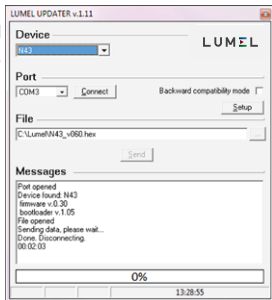 LUMEL UPDATER v.1.11
Device
N43
LUMEL
Port
COM3
Connect
Backward compatibility mode
Setup
File
C:\Lumel\N43_v060.hex
...
Send
Messages
Port opened
Device found: N43
firmware v.0.30
bootloader v.1.05
File opened
Sending data, please wait...
Done. Disconnecting.
00:02:03
0%
13:28:55